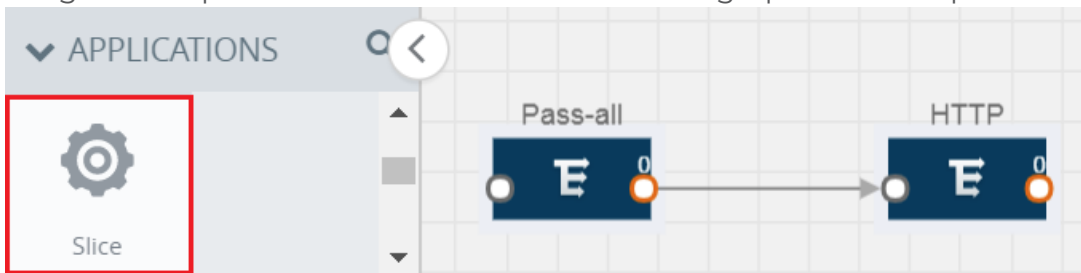 APPLICATIONS
Pass-all
HTTP
0
0
Slice